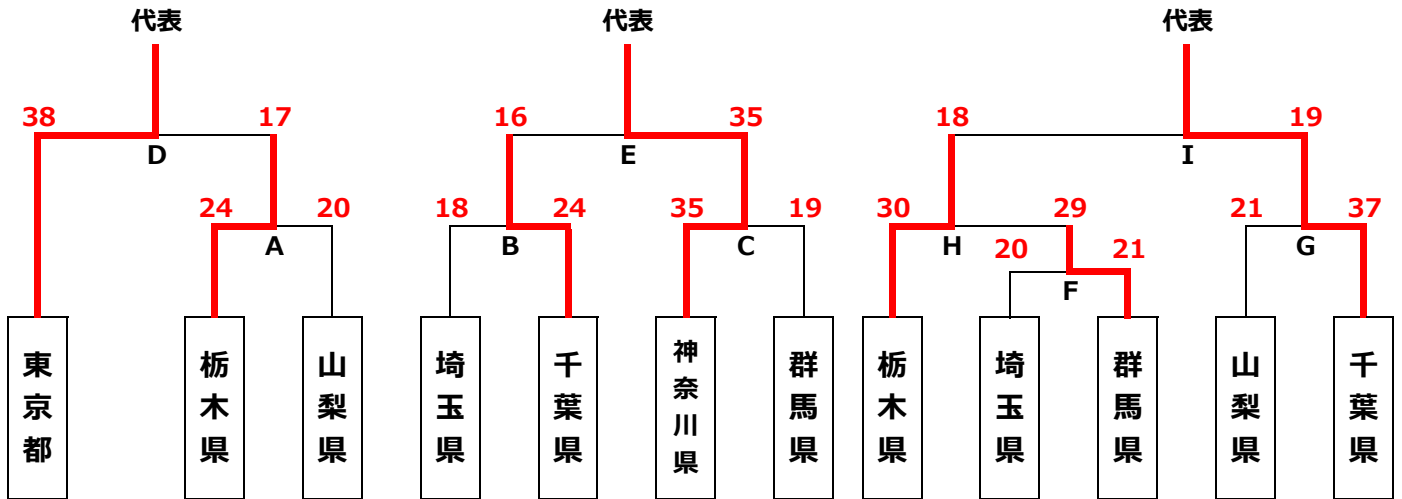 代表 代表 代表
38 17 16 35 18 19
D E I
24 20 18 24 35 19 30 29 21 37
A B C H G
20 21
F
東京都 栃木県 山梨県 埼玉県 千葉県 神奈川県 群馬県 栃木県 埼玉県 群馬県 山梨県 千葉県